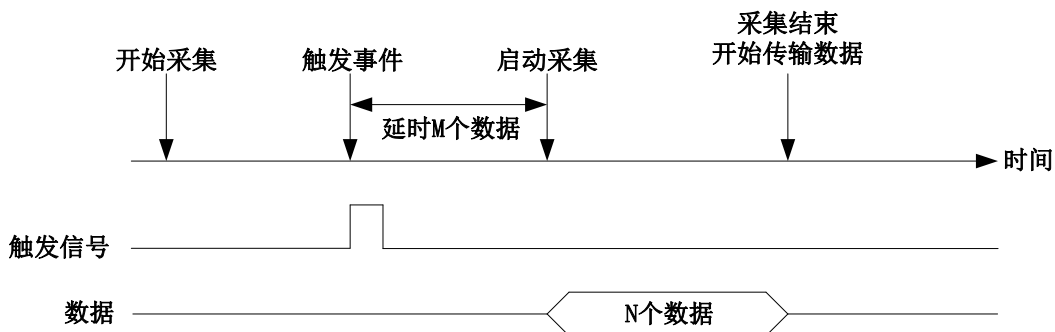 采集结束
开始传输数据
开始采集
触发事件
启动采集
延时M个数据
时间
触发信号
数据
N个数据